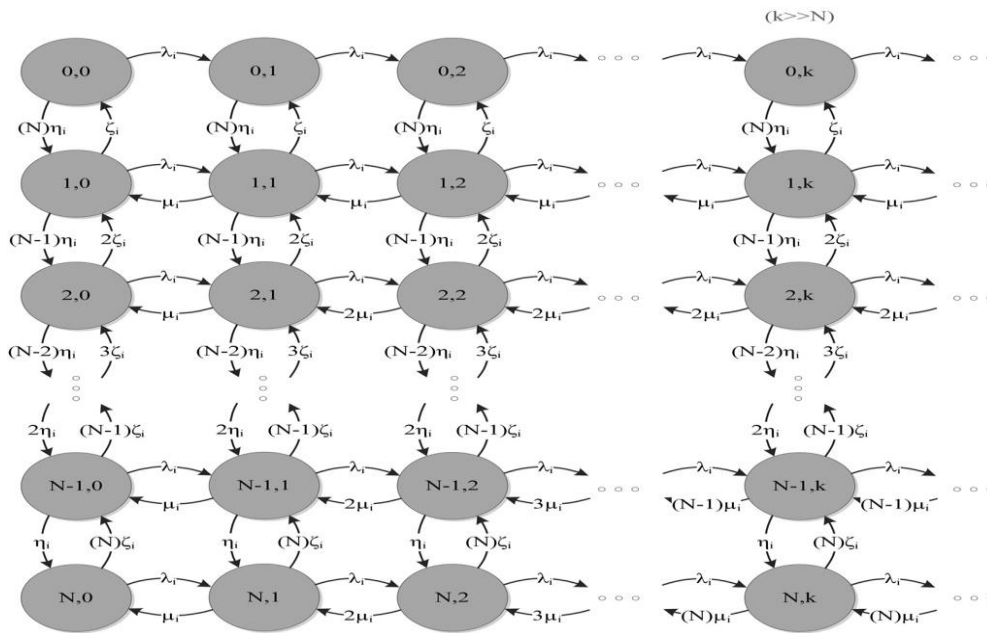 (k>>N)
0,0 λᵢ 0,1 λᵢ 0,2 λᵢ λᵢ 0,k λᵢ
(N)ηᵢ ζᵢ (N)ηᵢ ζᵢ (N)ηᵢ ζᵢ (N)ηᵢ ζᵢ
λᵢ λᵢ λᵢ λᵢ λᵢ
1,0 1,1 1,2 1,k
μᵢ μᵢ μᵢ μᵢ μᵢ
(N-1)ηᵢ 2ζᵢ (N-1)ηᵢ 2ζᵢ (N-1)ηᵢ 2ζᵢ (N-1)ηᵢ 2ζᵢ
λᵢ λᵢ λᵢ λᵢ λᵢ
2,0 2,1 2,2 2,k
μᵢ 2μᵢ 2μᵢ 2μᵢ 2μᵢ
(N-2)ηᵢ 3ζᵢ (N-2)ηᵢ 3ζᵢ (N-2)ηᵢ 3ζᵢ (N-2)ηᵢ 3ζᵢ
2ηᵢ (N-1)ζᵢ 2ηᵢ (N-1)ζᵢ 2ηᵢ (N-1)ζᵢ 2ηᵢ (N-1)ζᵢ
λᵢ λᵢ λᵢ λᵢ λᵢ
N-1,0 N-1,1 N-1,2 N-1,k
μᵢ 2μᵢ 3μᵢ (N-1)μᵢ (N-1)μᵢ
ηᵢ (N)ζᵢ ηᵢ (N)ζᵢ ηᵢ (N)ζᵢ ηᵢ (N)ζᵢ
λᵢ λᵢ λᵢ λᵢ λᵢ
N,0 N,1 N,2 N,k
μᵢ 2μᵢ 3μᵢ (N)μᵢ (N)μᵢ